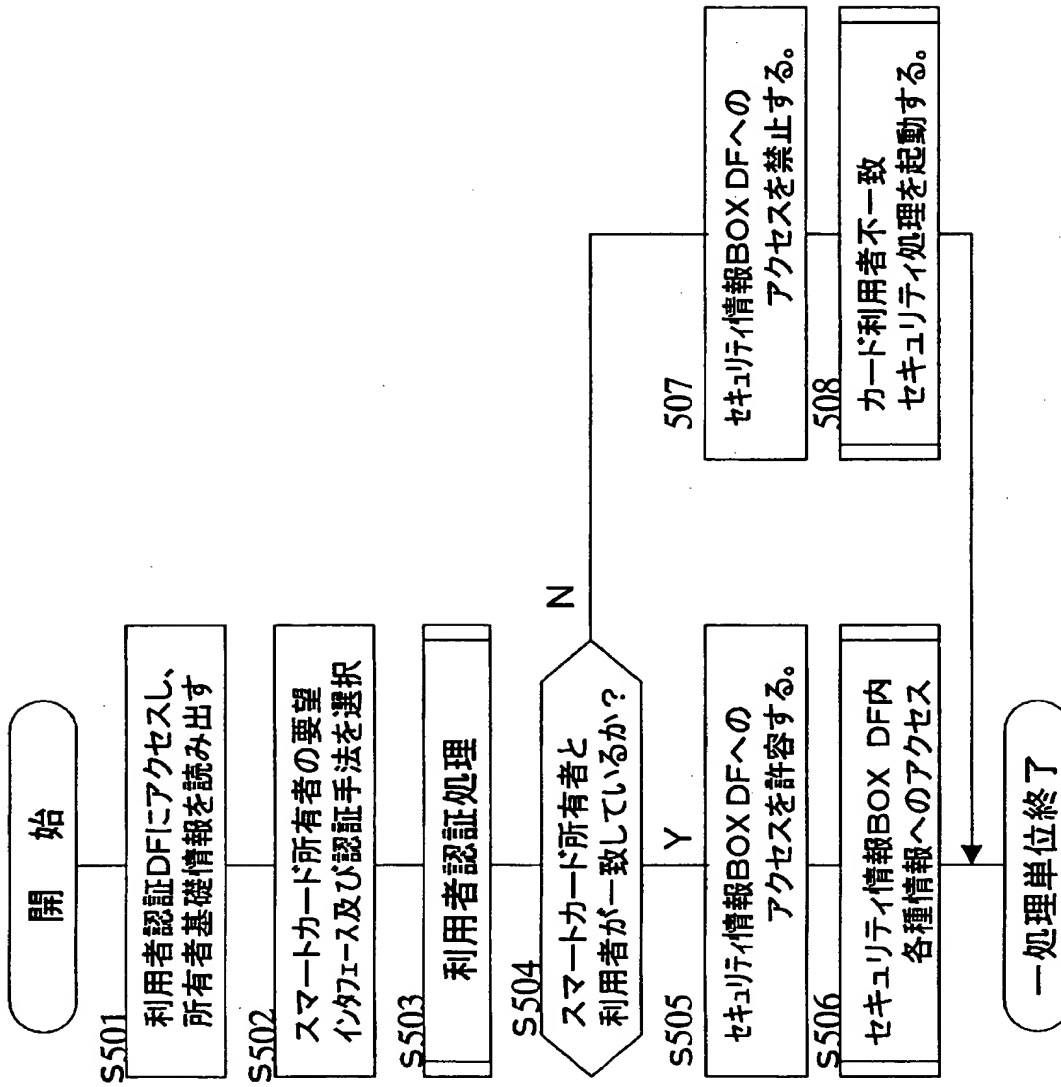 開 始
S501
利用者認証DFにアクセスし、
所有者基礎情報を読み出す
S502
スマートカード所有者の要望
インタフェース及び認証手法を選択
S503
利用者認証処理
S504
スマートカード所有者と
利用者が一致しているか?
N
Y
S505
セキュリティ情報BOX DFへの
アクセスを許容する。
S506
セキュリティ情報BOX DF内
各種情報へのアクセス
507
セキュリティ情報BOX DFへの
アクセスを禁止する。
508
カード利用者不一致
セキュリティ処理を起動する。
一処理単位終了